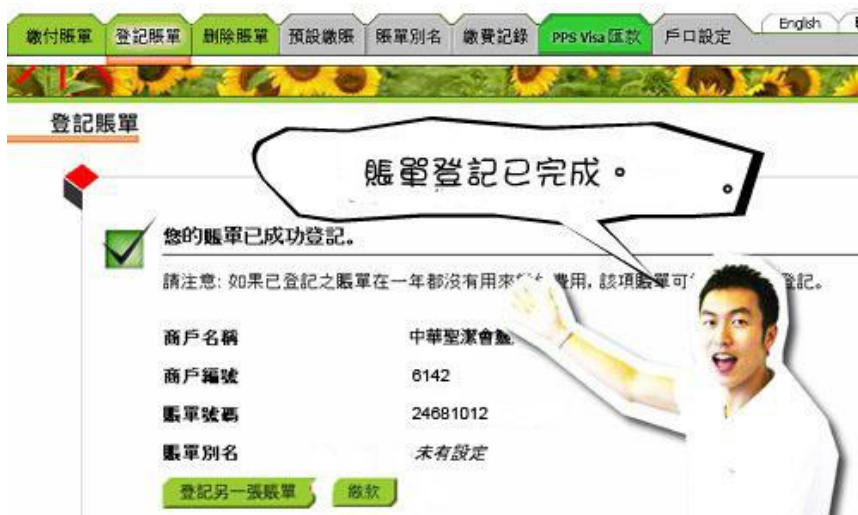 繳付賬單 登記賬單 刪除賬單 預設繳賬 賬單別名 繳費記錄 PPS Visa 匯款 戶口設定 English
登記賬單
賬單登記已完成。
。
您的賬單已成功登記。
請注意: 如果已登記之賬單在一年都沒有用來 費用, 該項賬單可 登記。
商戶名稱 中華聖潔會
商戶編號 6142
賬單號碼 24681012
賬單別名 未有設定
登記另一張賬單 繳款